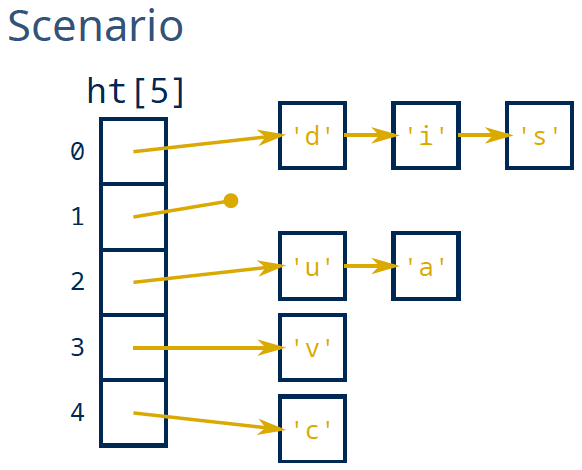 Scenario
ht[5]
0 'd' 'i' 's'
1
2 'u' 'a'
3 'v'
4 'c'